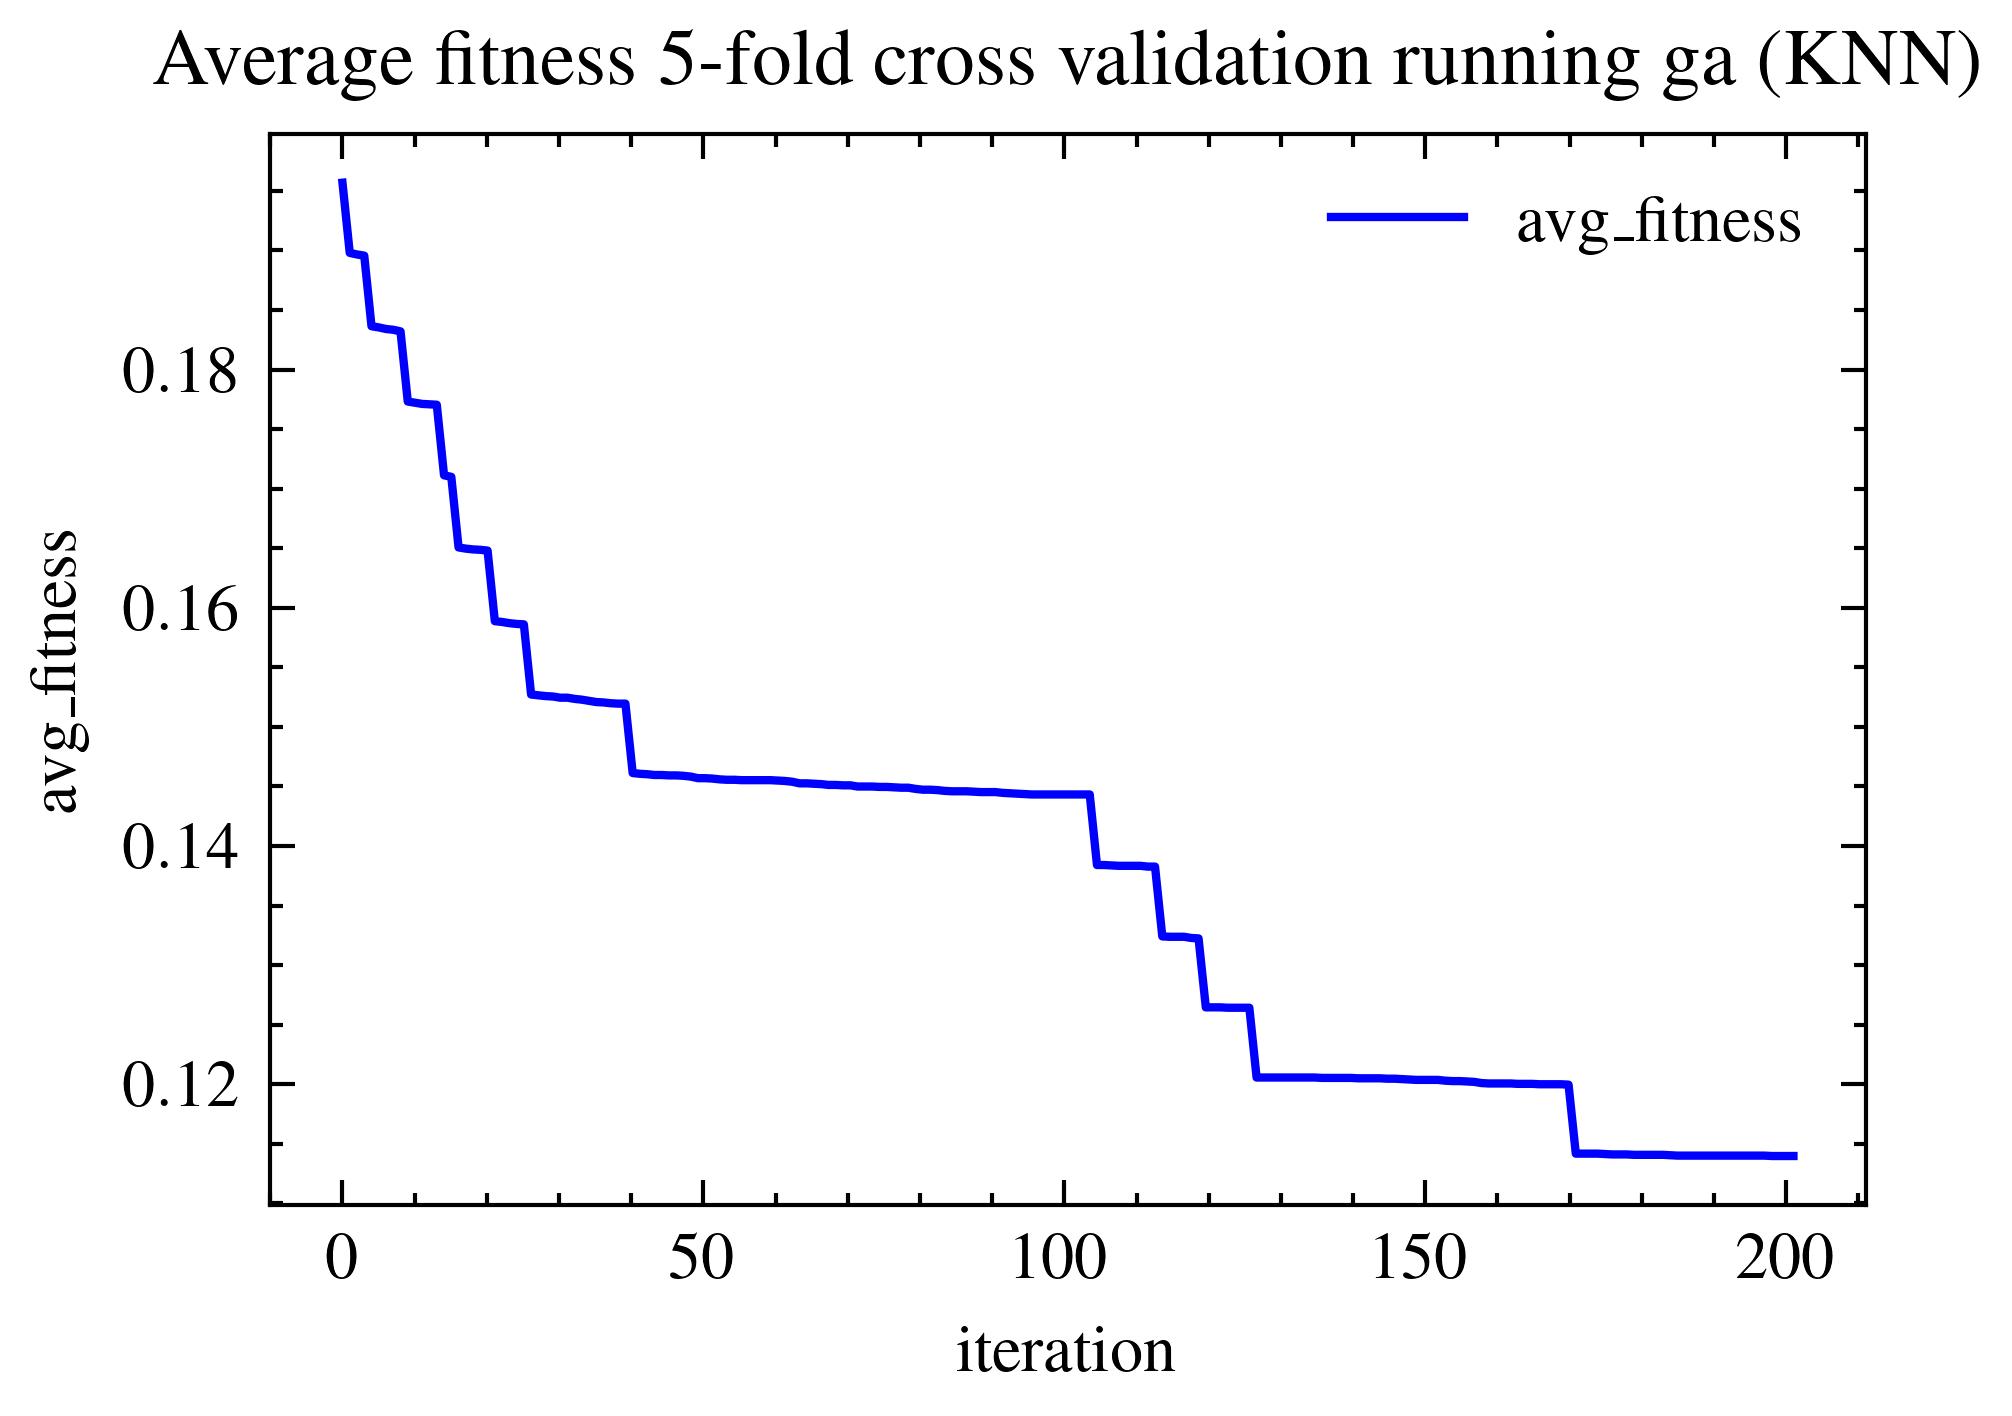 Average fitness 5-fold cross validation running ga (KNN)
avg_fitness
avg_fitness
0.18
0.16
0.14
0.12
0 50 100 150 200
iteration